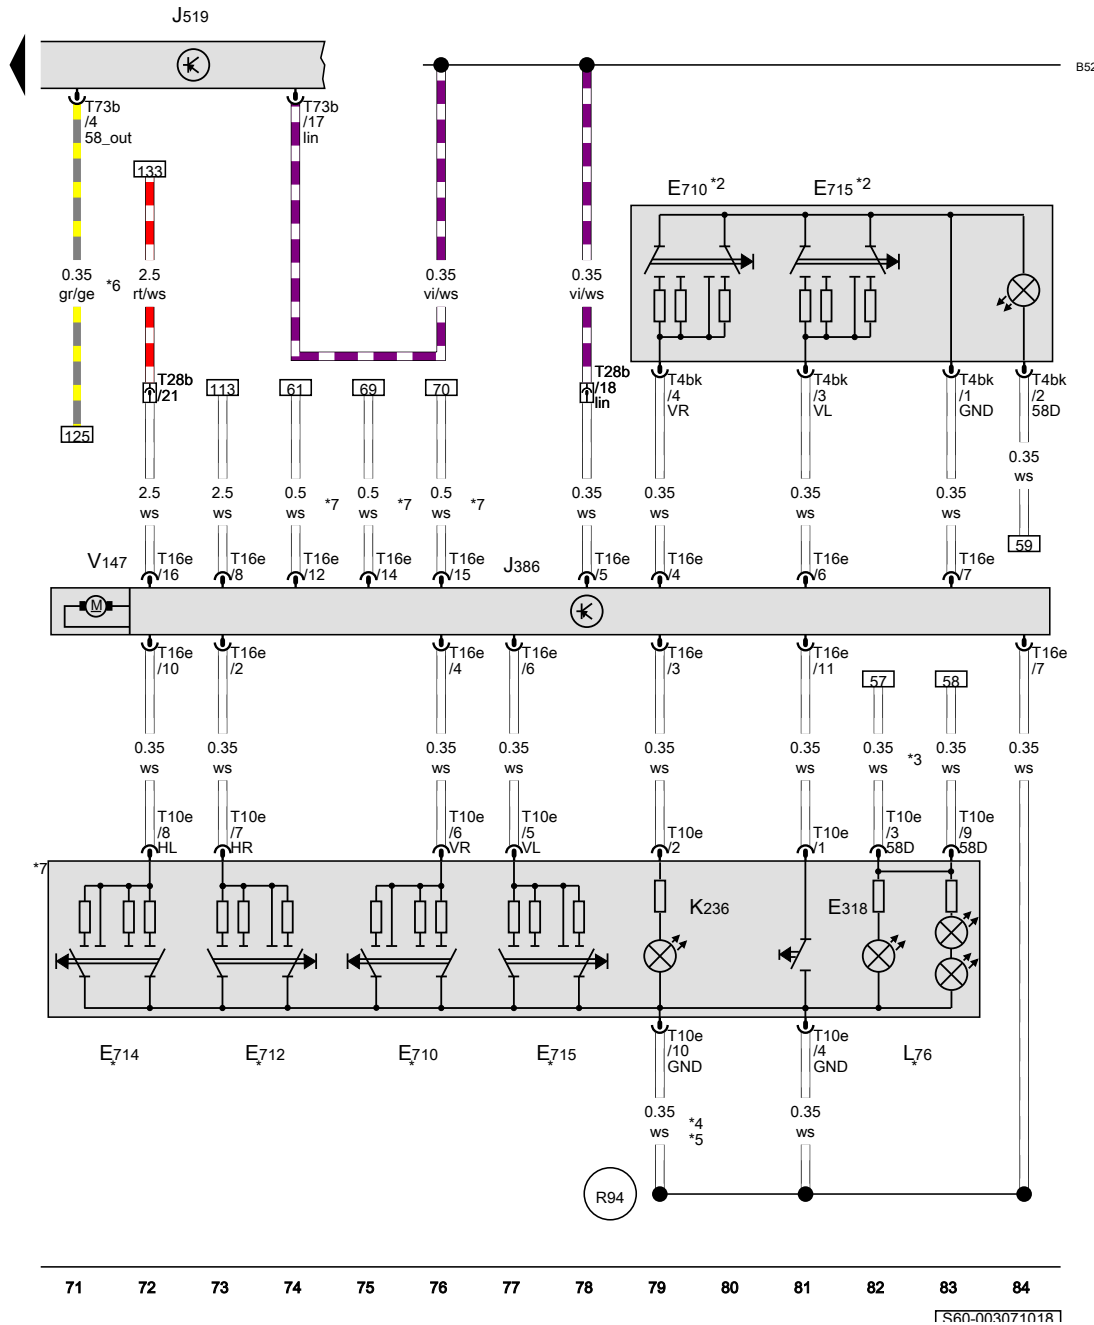 J519
B52
T73b
/4
58_out
T73b
/17
lin
133
E710 *2
E715 *2
0.35
gr/ge
*6
2.5
rt/ws
0.35
vi/ws
0.35
vi/ws
T28b
/21
T28b
/18
lin
T4bk
/4
VR
T4bk
/3
VL
T4bk
/1
GND
T4bk
/2
58D
125
113
61
69
70
0.35
ws
2.5
ws
2.5
ws
0.5
ws
*7
0.5
ws
*7
0.5
ws
*7
0.35
ws
0.35
ws
0.35
ws
0.35
ws
59
V147
J386
T16e
/16
T16e
/8
T16e
/12
T16e
/14
T16e
/15
T16e
/5
T16e
/4
T16e
/6
T16e
/7
M
T16e
/10
T16e
/2
T16e
/4
T16e
/6
T16e
/3
T16e
/11
T16e
/7
57
58
0.35
ws
0.35
ws
0.35
ws
0.35
ws
0.35
ws
0.35
ws
0.35
ws
*3
0.35
ws
0.35
ws
T10e
/8
HL
T10e
/7
HR
T10e
/6
VR
T10e
/5
VL
T10e
/2
T10e
/1
T10e
/3
58D
T10e
/9
58D
*7
K236
E318
E714
*
E712
*
E710
*
E715
*
L76
*
T10e
/10
GND
T10e
/4
GND
0.35
ws
*4
*5
0.35
ws
R94
71 72 73 74 75 76 77 78 79 80 81 82 83 84
S60-003071018